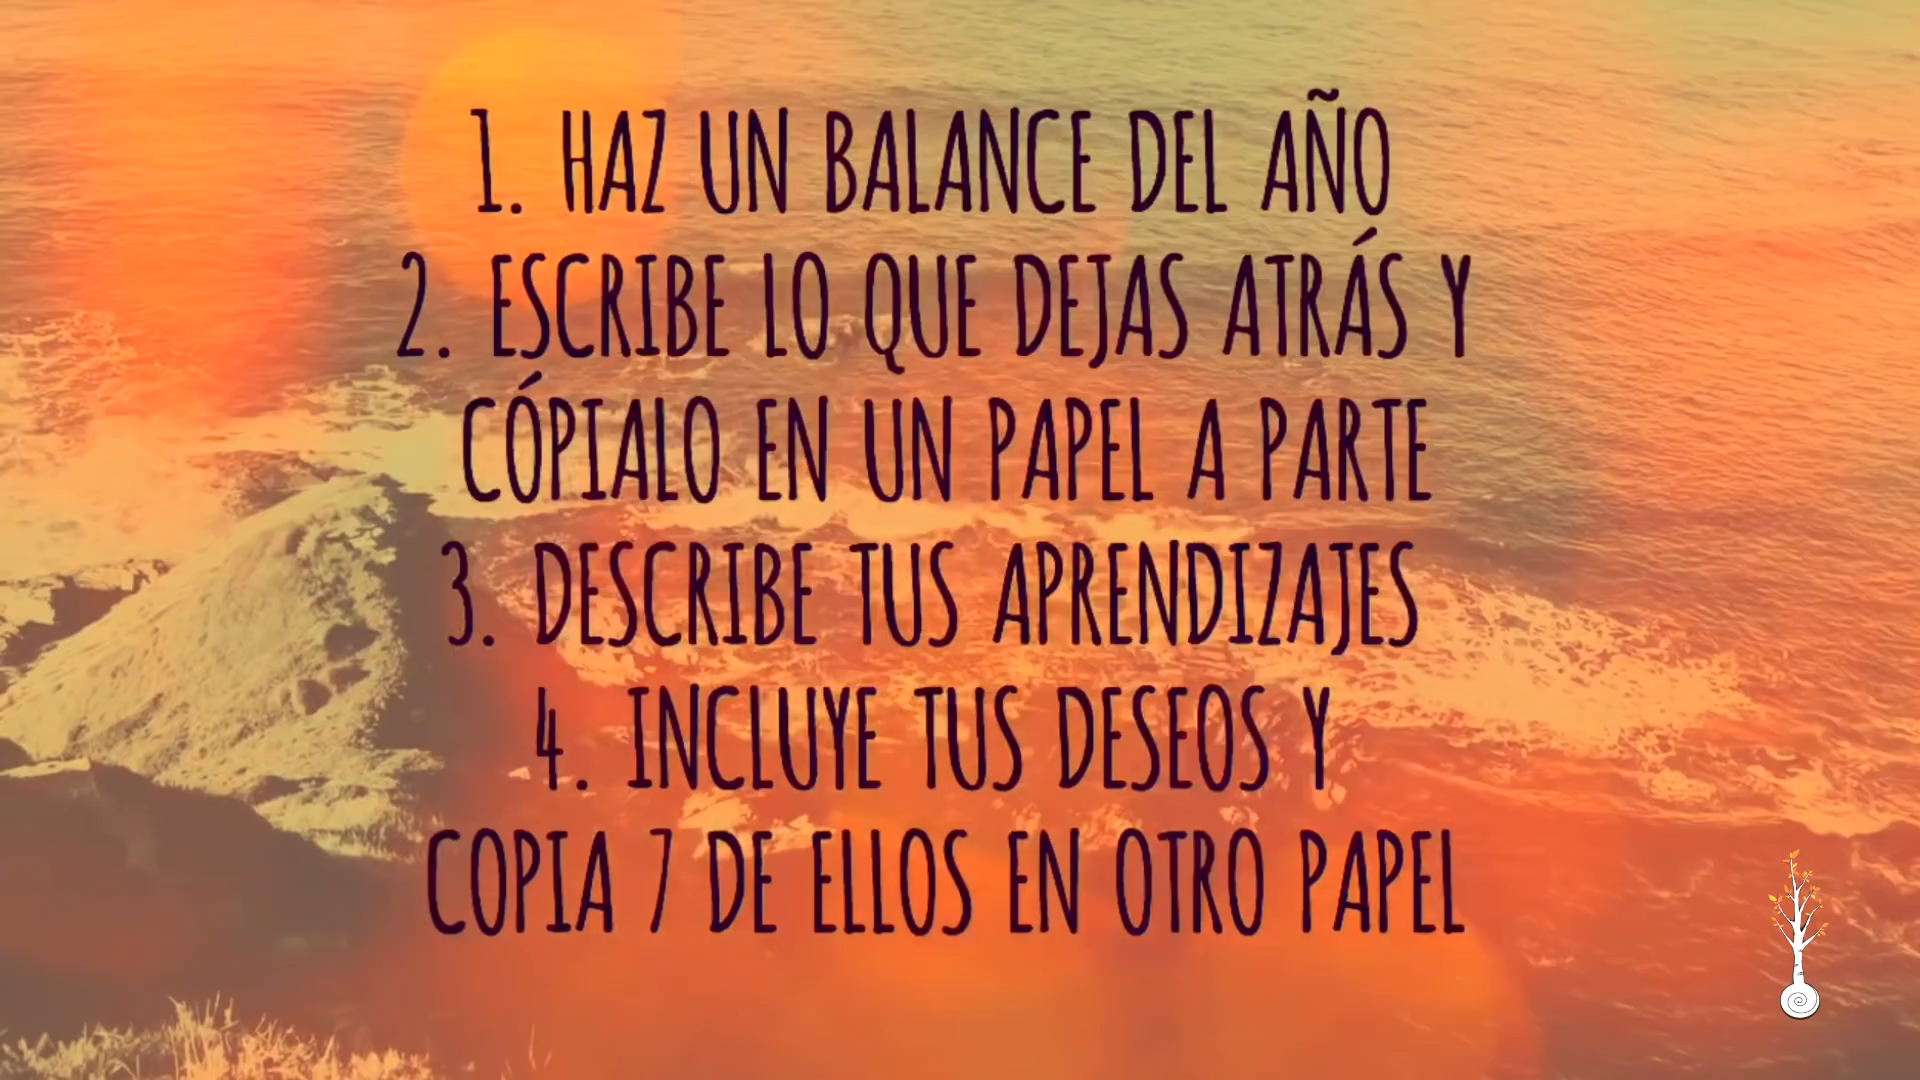 1. HAZ UN BALANCE DEL AÑO
2. ESCRIBE LO QUE DEJAS ATRÁS Y
CÓPIALO EN UN PAPEL A PARTE
3. DESCRIBE TUS APRENDIZAJES
4. INCLUYE TUS DESEOS Y
COPIA 7 DE ELLOS EN OTRO PAPEL